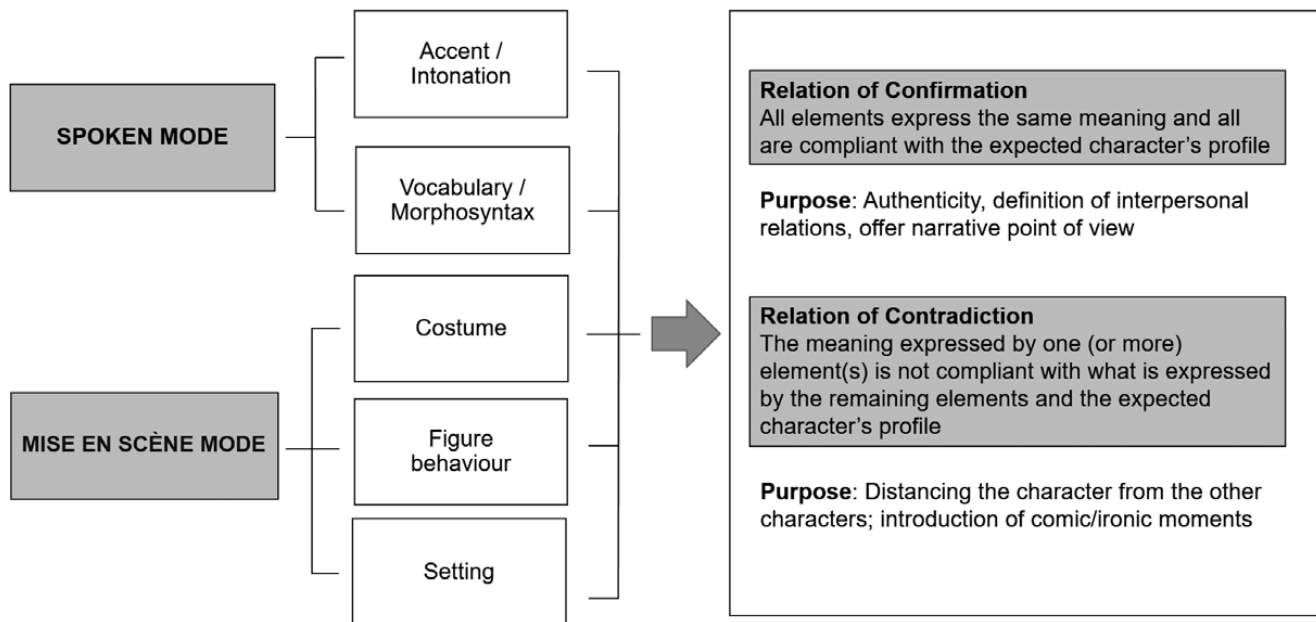 SPOKEN MODE
Accent /
Intonation
Vocabulary /
Morphosyntax
MISE EN SCÈNE MODE
Costume
Figure
behaviour
Setting
Relation of Confirmation
All elements express the same meaning and all
are compliant with the expected character’s profile
Purpose: Authenticity, definition of interpersonal
relations, offer narrative point of view
Relation of Contradiction
The meaning expressed by one (or more)
element(s) is not compliant with what is expressed
by the remaining elements and the expected
character’s profile
Purpose: Distancing the character from the other
characters; introduction of comic/ironic moments